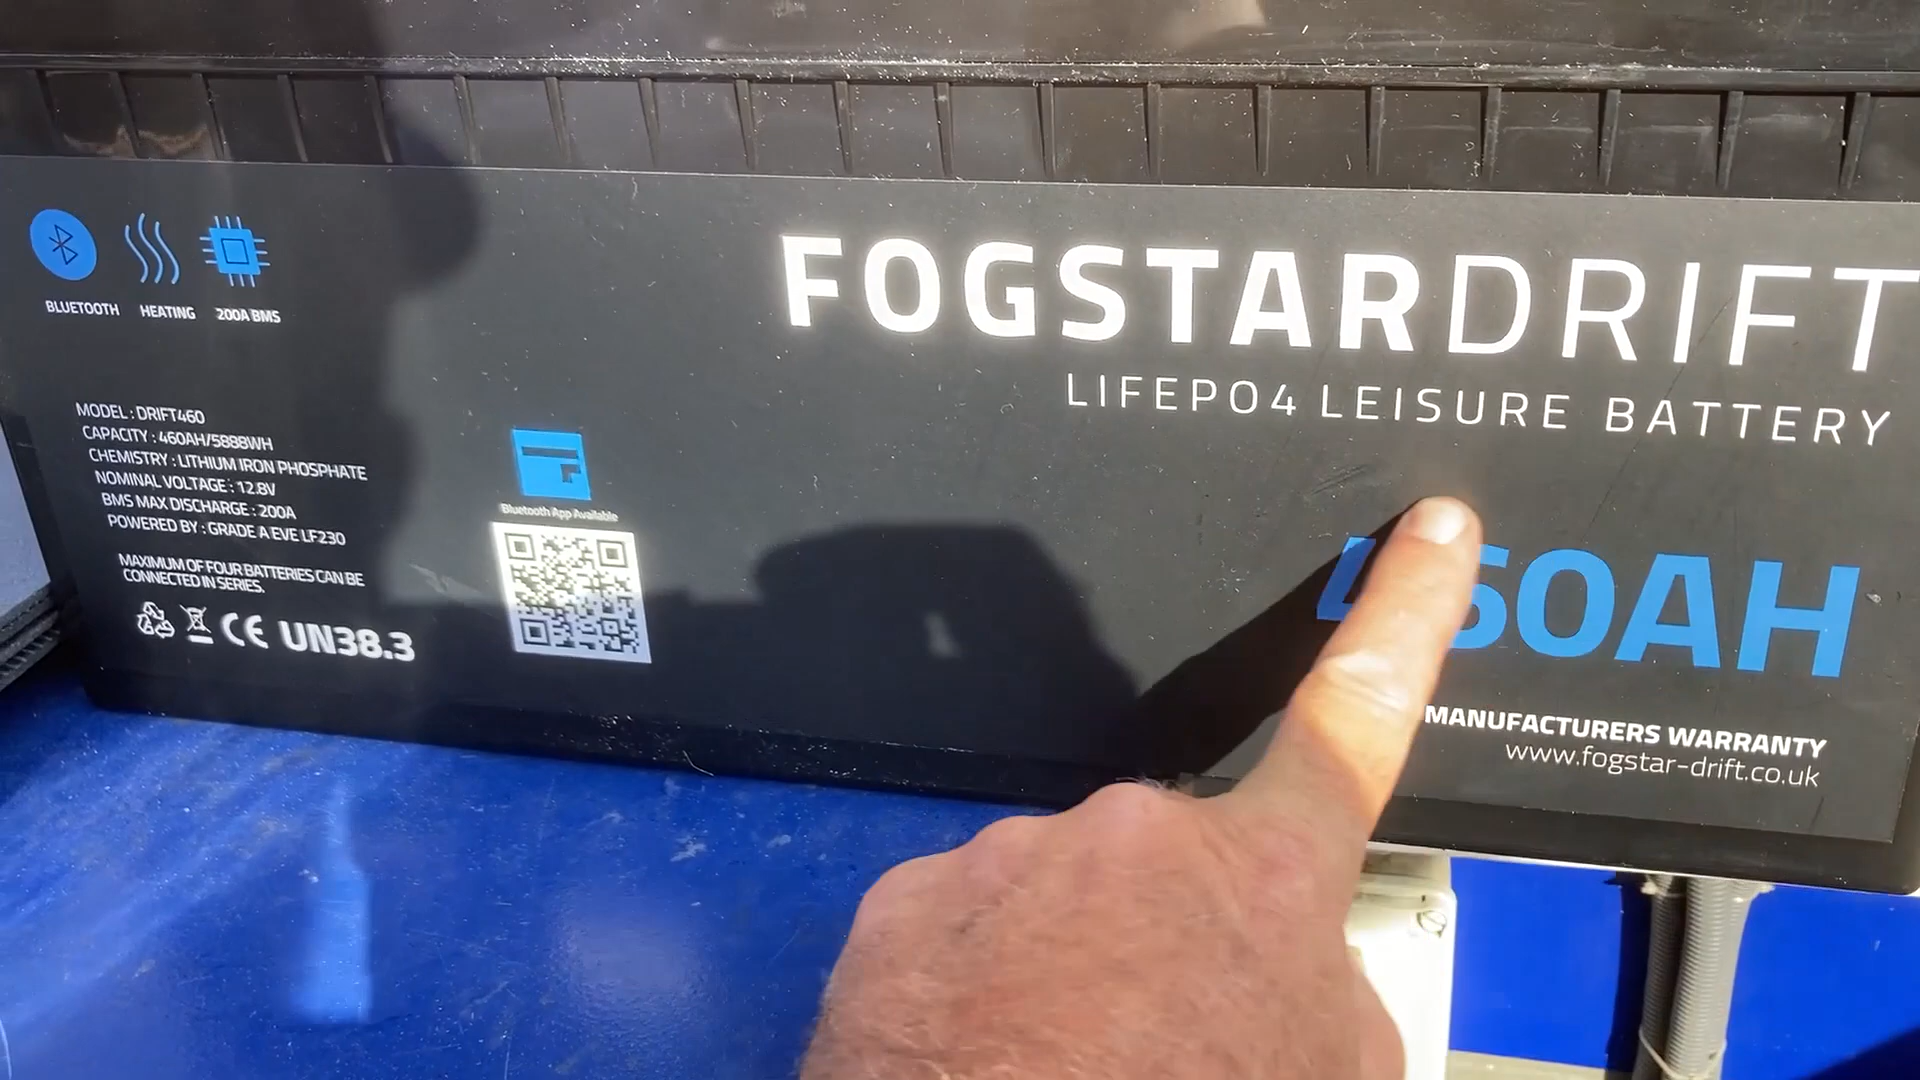 FOGSTARDRIFT
LIFEPO4 LEISURE BATTERY
BLUETOOTH
HEATING
200A BMS
MODEL : DRIFT460
CAPACITY : 460AH/5888WH
CHEMISTRY : LITHIUM IRON PHOSPHATE
NOMINAL VOLTAGE : 12.8V
BMS MAX DISCHARGE : 200A
POWERED BY : GRADE A EVE LF230
MAXIMUM OF FOUR BATTERIES CAN BE
CONNECTED IN SERIES.
CE UN38.3
Bluetooth App Available
460AH
MANUFACTURERS WARRANTY
www.fogstar-drift.co.uk